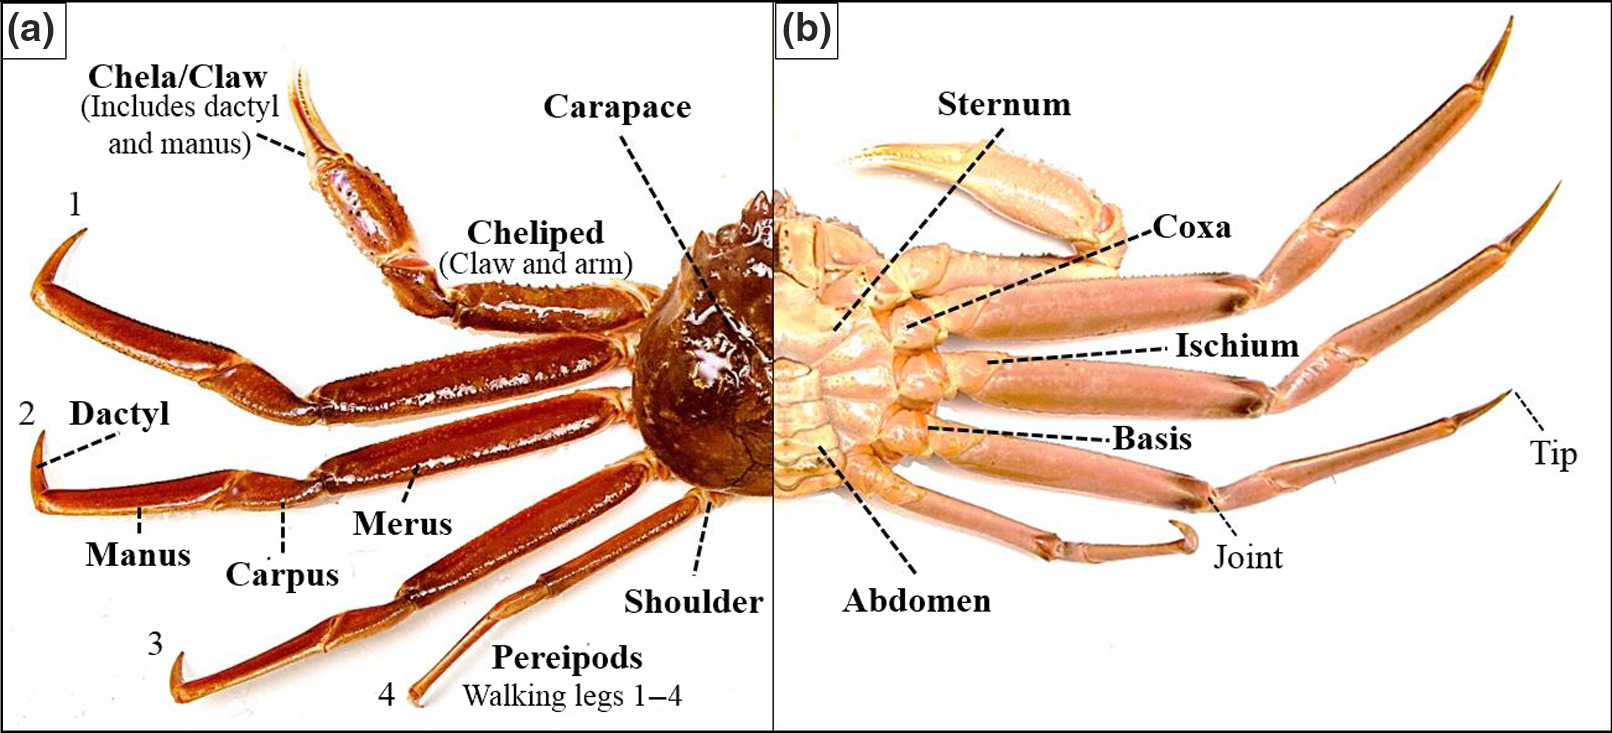 (a)
Chela/Claw
(Includes dactyl
and manus)
Carapace
1
Cheliped
(Claw and arm)
2
Dactyl
Merus
Manus
Carpus
Shoulder
3
Pereipods
4
Walking legs 1–4
(b)
Sternum
Coxa
Ischium
Basis
Tip
Joint
Abdomen